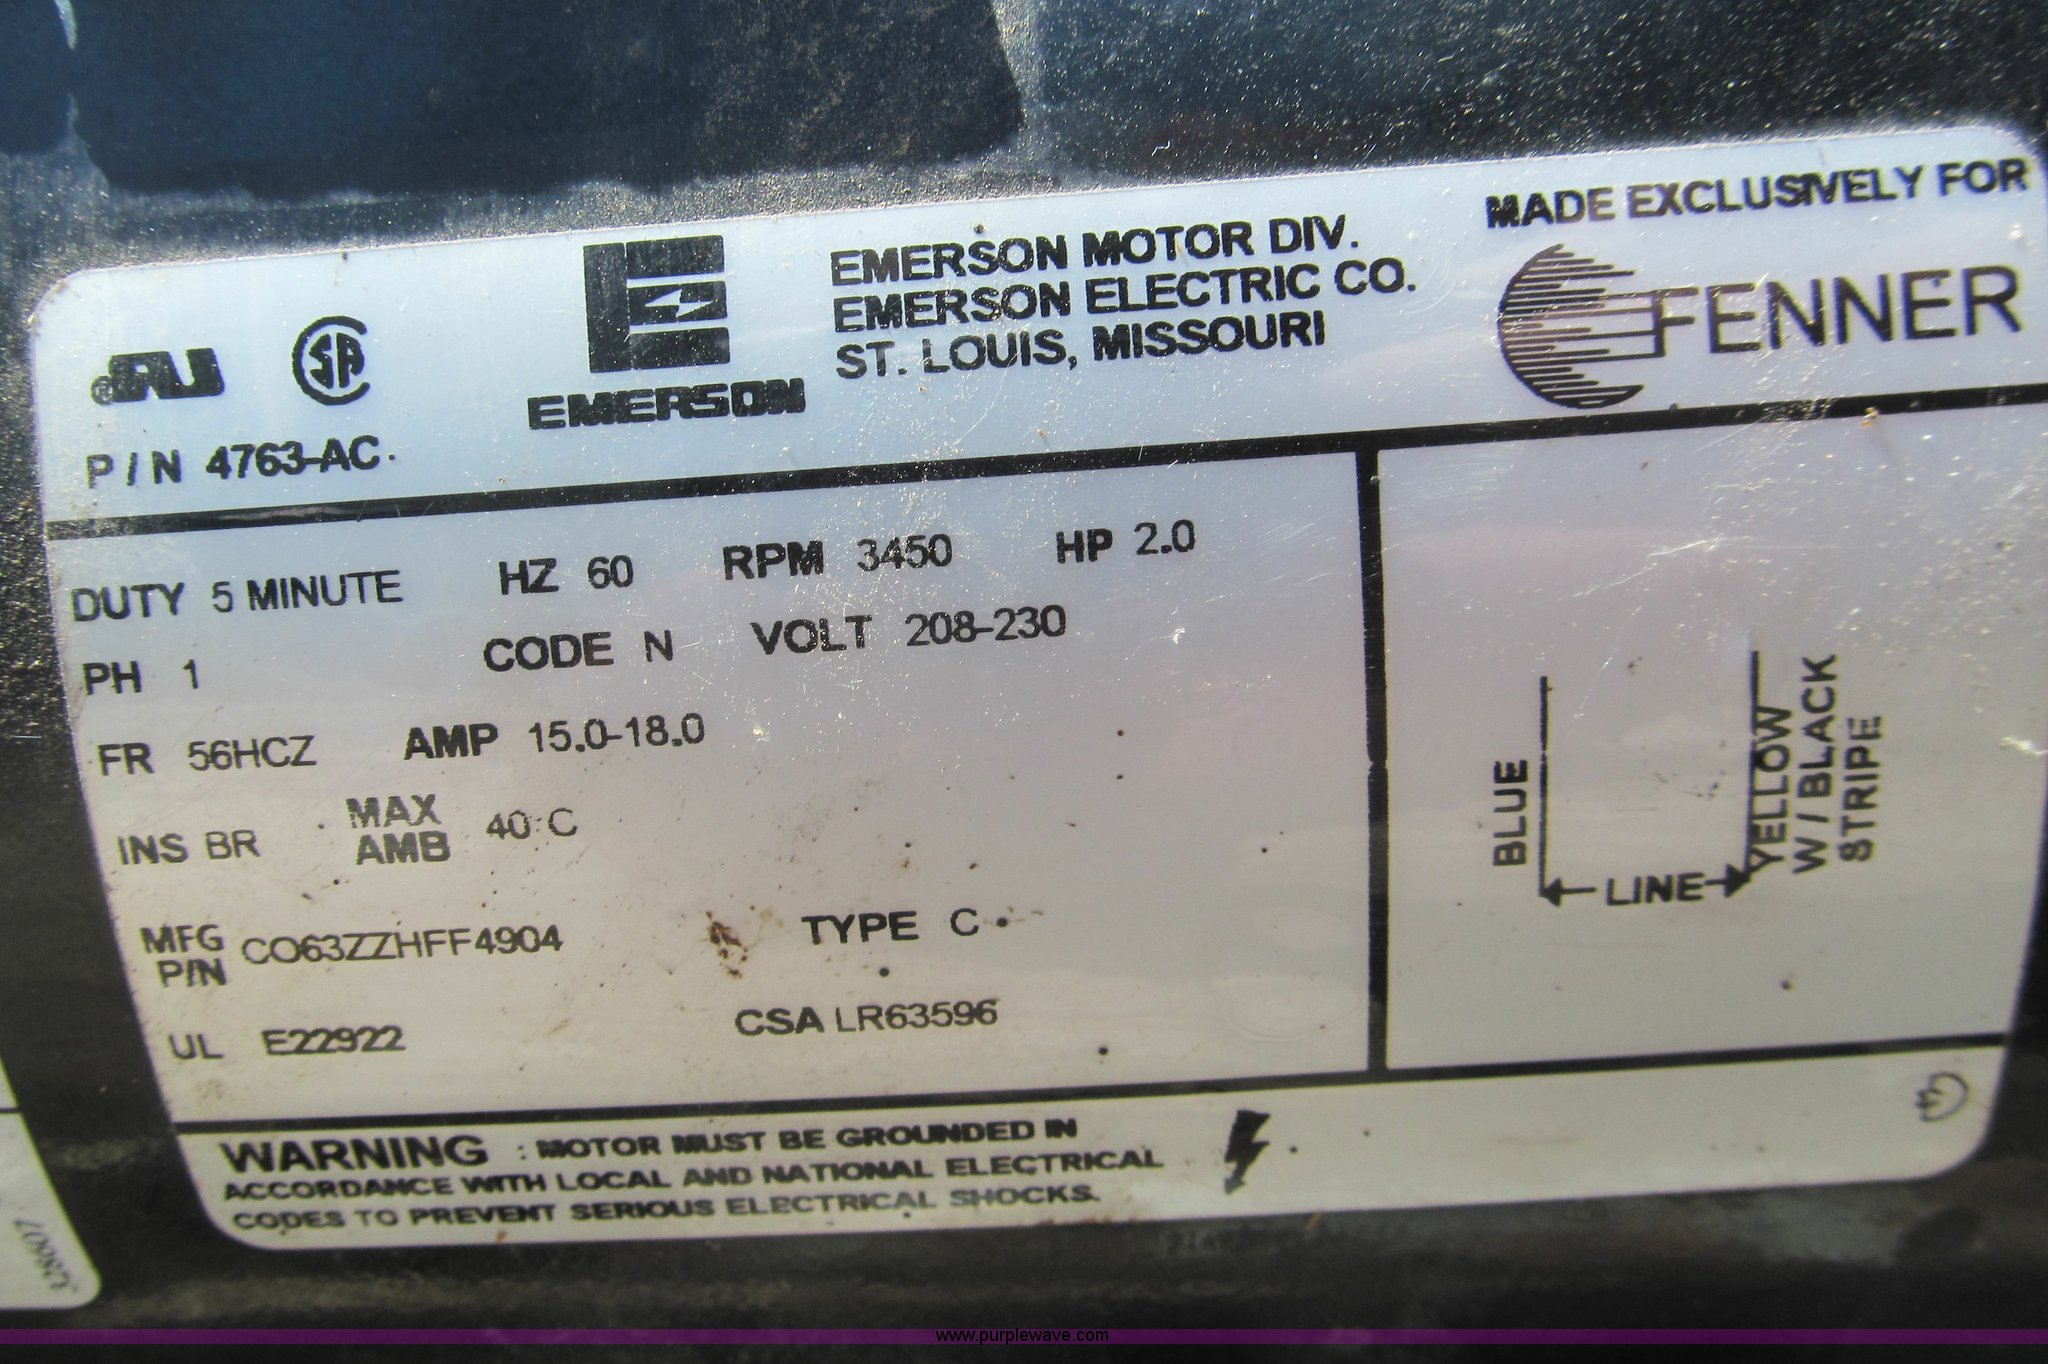 MADE EXCLUSIVELY FOR
FENNER
EMERSON MOTOR DIV.
EMERSON ELECTRIC CO.
ST. LOUIS, MISSOURI
EMERSON
RU ®
SA
P/N 4763-AC.
DUTY 5 MINUTE HZ 60 RPM 3450 HP 2.0
PH 1 CODE N VOLT 208-230
FR 56HCZ AMP 15.0-18.0
INS BR MAX AMB 40 C
MFG P/N CO63ZZHFF4904 TYPE C
UL E22922 CSA LR63596
BLUE
LINE
YELLOW
W/BLACK
STRIPE
WARNING : MOTOR MUST BE GROUNDED IN
ACCORDANCE WITH LOCAL AND NATIONAL ELECTRICAL
CODES TO PREVENT SERIOUS ELECTRICAL SHOCKS.
www.purplewave.com